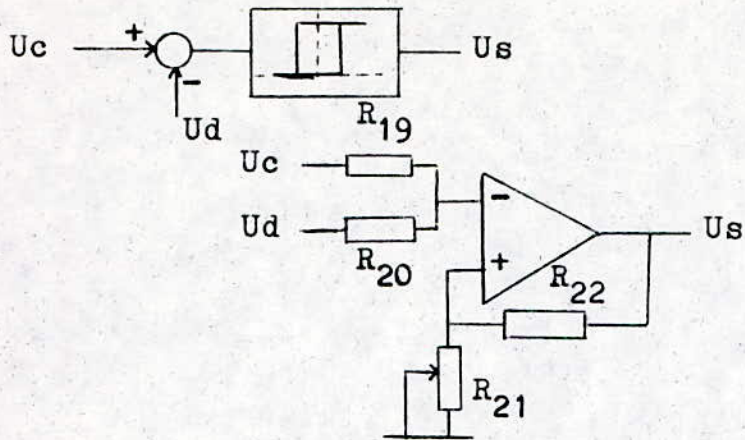 Uc + Us
-
Ud
R19
Uc
Ud
R20
- Us
+
R22
R21